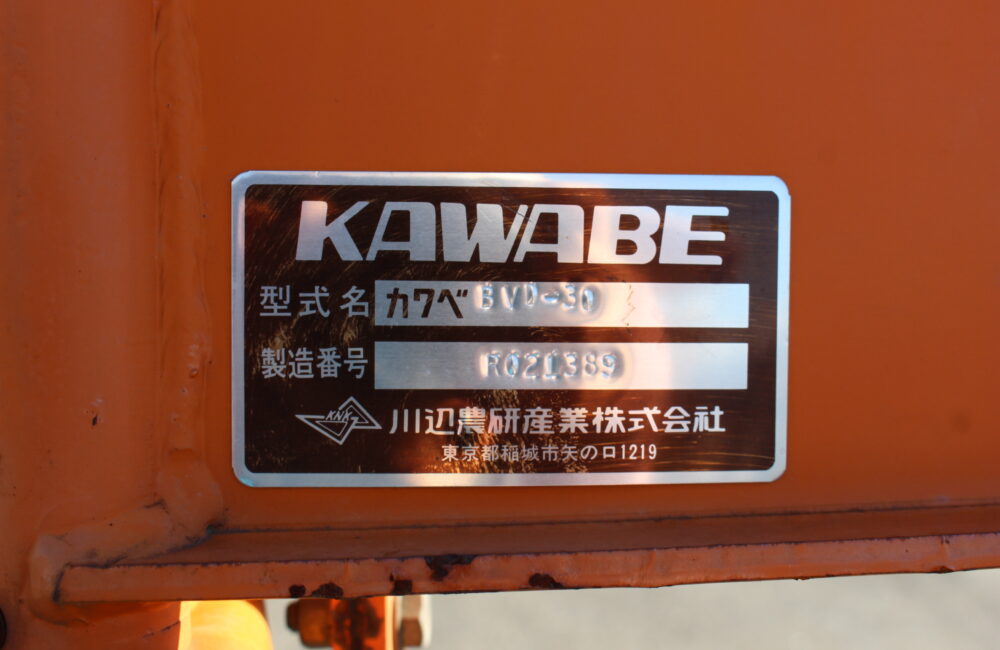 KAWABE
型式名 カワベ BVD-30
製造番号 R021389
KNKZ 川辺農研産業株式会社
東京都稲城市矢の口1219